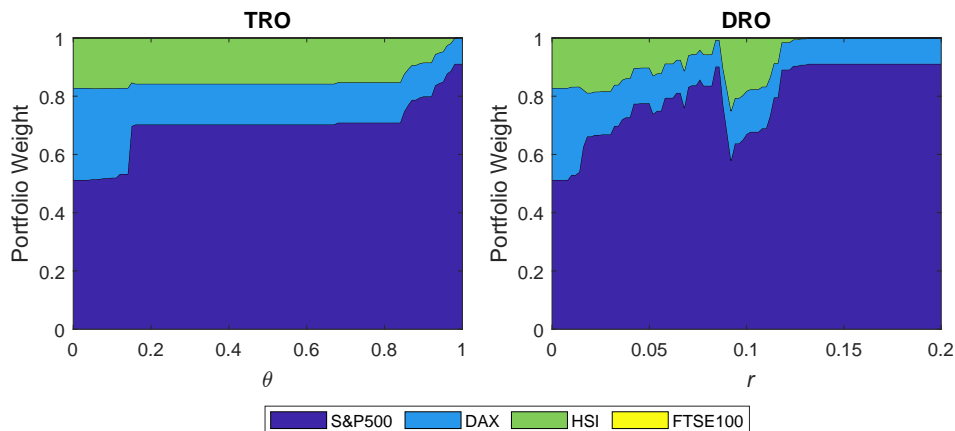 TRO
DRO
Portfolio Weight
1
0.8
0.6
0.4
0.2
0
0 0.2 0.4 0.6 0.8 1
θ
Portfolio Weight
1
0.8
0.6
0.4
0.2
0
0 0.05 0.1 0.15 0.2
r
S&P500 DAX HSI FTSE100